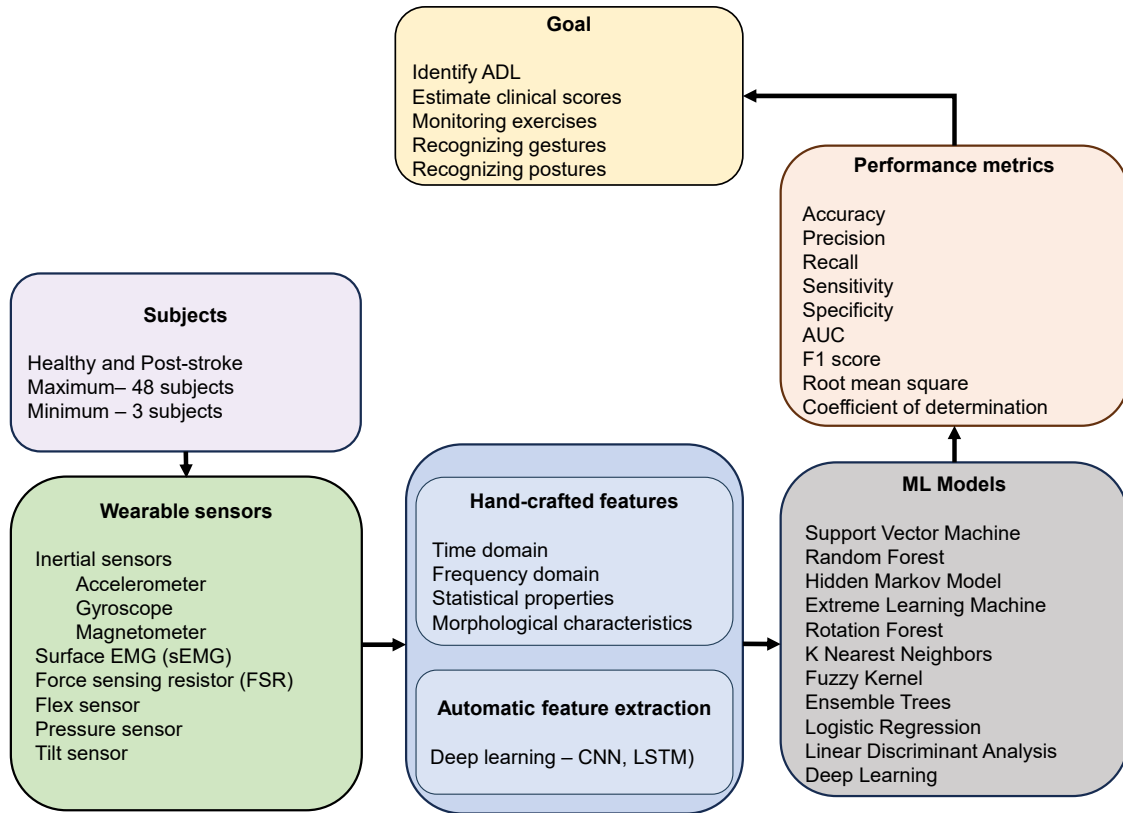 Goal
Identify ADL
Estimate clinical scores
Monitoring exercises
Recognizing gestures
Recognizing postures
Performance metrics
Accuracy
Precision
Recall
Sensitivity
Specificity
AUC
F1 score
Root mean square
Coefficient of determination
Subjects
Healthy and Post-stroke
Maximum– 48 subjects
Minimum – 3 subjects
Wearable sensors
Inertial sensors
Accelerometer
Gyroscope
Magnetometer
Surface EMG (sEMG)
Force sensing resistor (FSR)
Flex sensor
Pressure sensor
Tilt sensor
Hand-crafted features
Time domain
Frequency domain
Statistical properties
Morphological characteristics
Automatic feature extraction
Deep learning – CNN, LSTM)
ML Models
Support Vector Machine
Random Forest
Hidden Markov Model
Extreme Learning Machine
Rotation Forest
K Nearest Neighbors
Fuzzy Kernel
Ensemble Trees
Logistic Regression
Linear Discriminant Analysis
Deep Learning